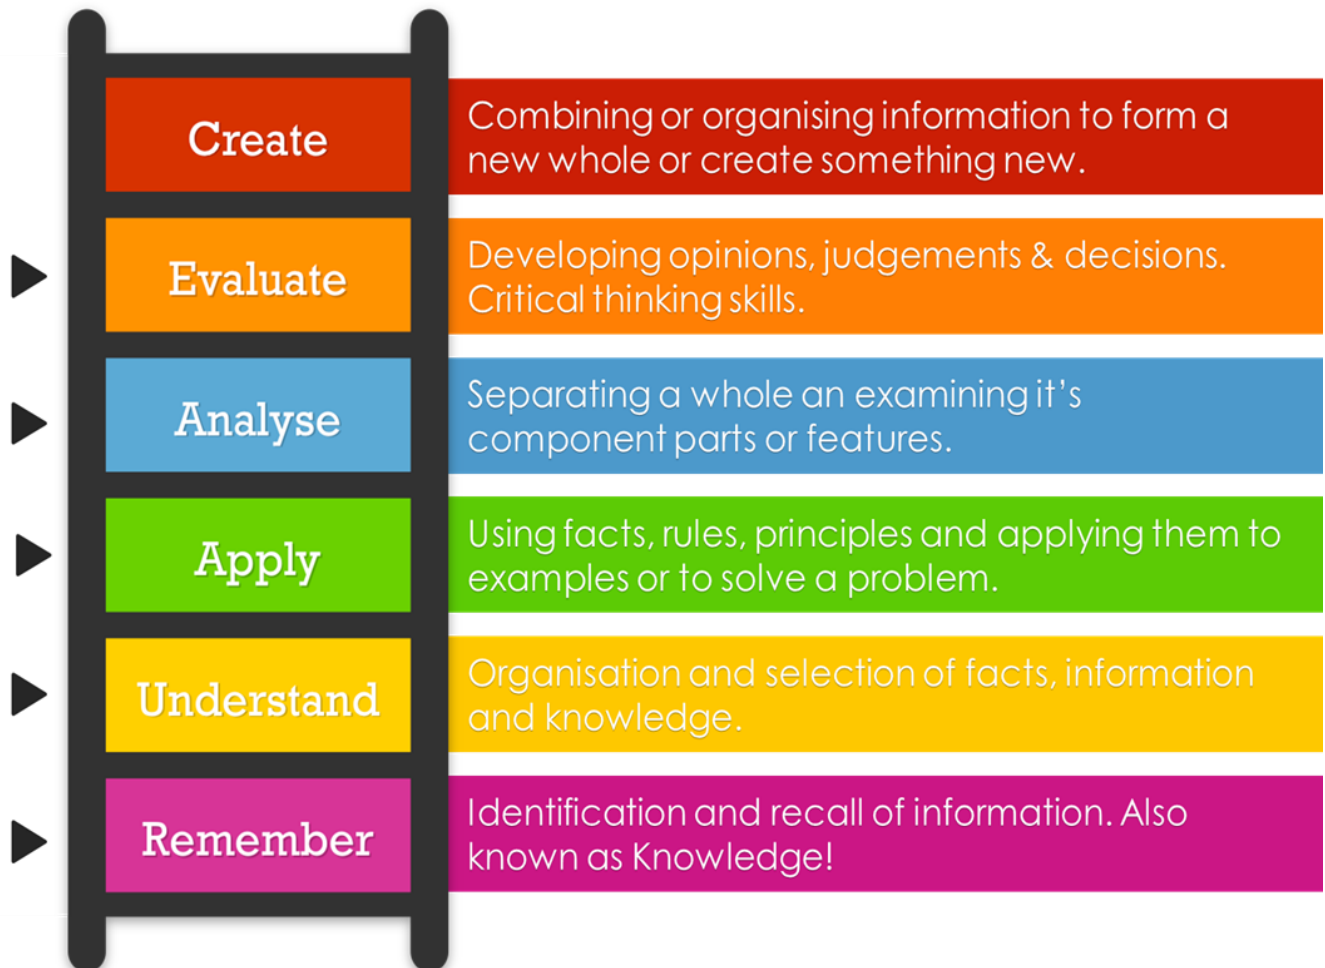 Create
Combining or organising information to form a
new whole or create something new.
Evaluate
Developing opinions, judgements & decisions.
Critical thinking skills.
Analyse
Separating a whole an examining it’s
component parts or features.
Apply
Using facts, rules, principles and applying them to
examples or to solve a problem.
Understand
Organisation and selection of facts, information
and knowledge.
Remember
Identification and recall of information. Also
known as Knowledge!